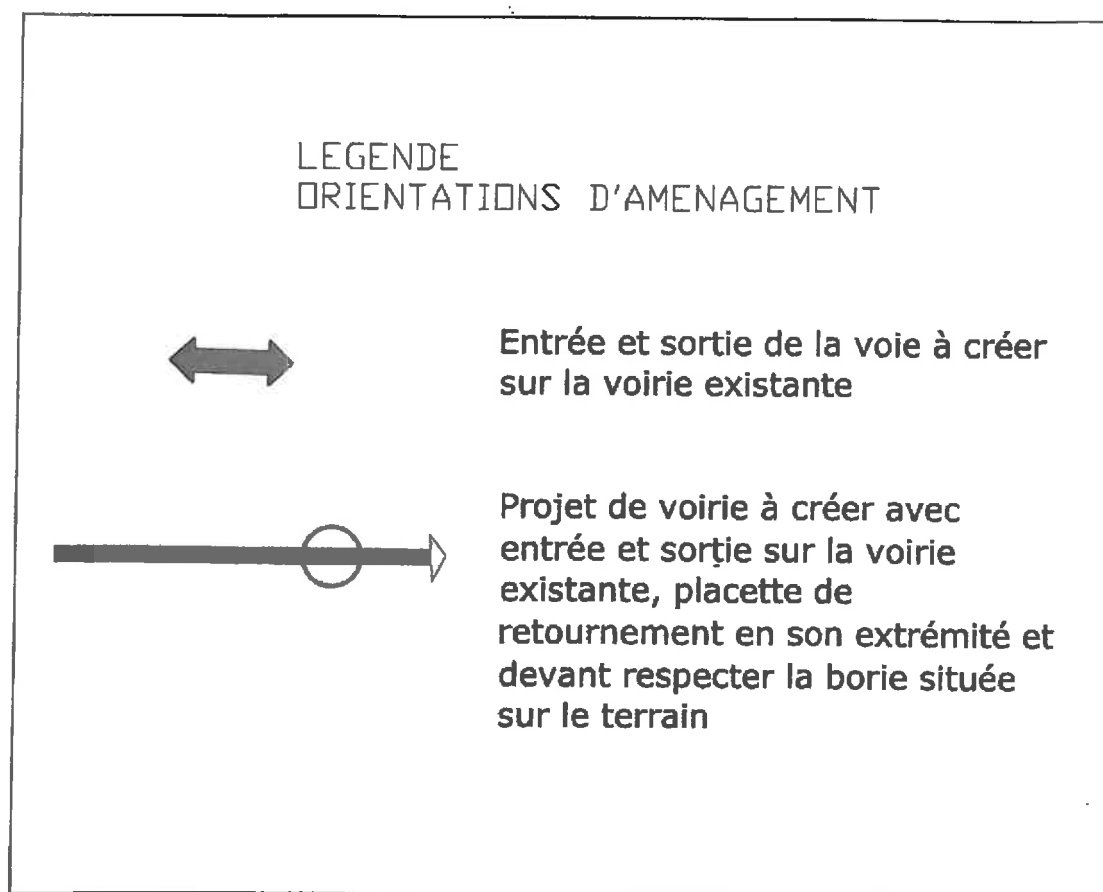 LEGENDE
ORIENTATIONS D'AMENAGEMENT
Entrée et sortie de la voie à créer
sur la voirie existante
Projet de voirie à créer avec
entrée et sortie sur la voirie
existante, placette de
retournement en son extrémité et
devant respecter la borie située
sur le terrain